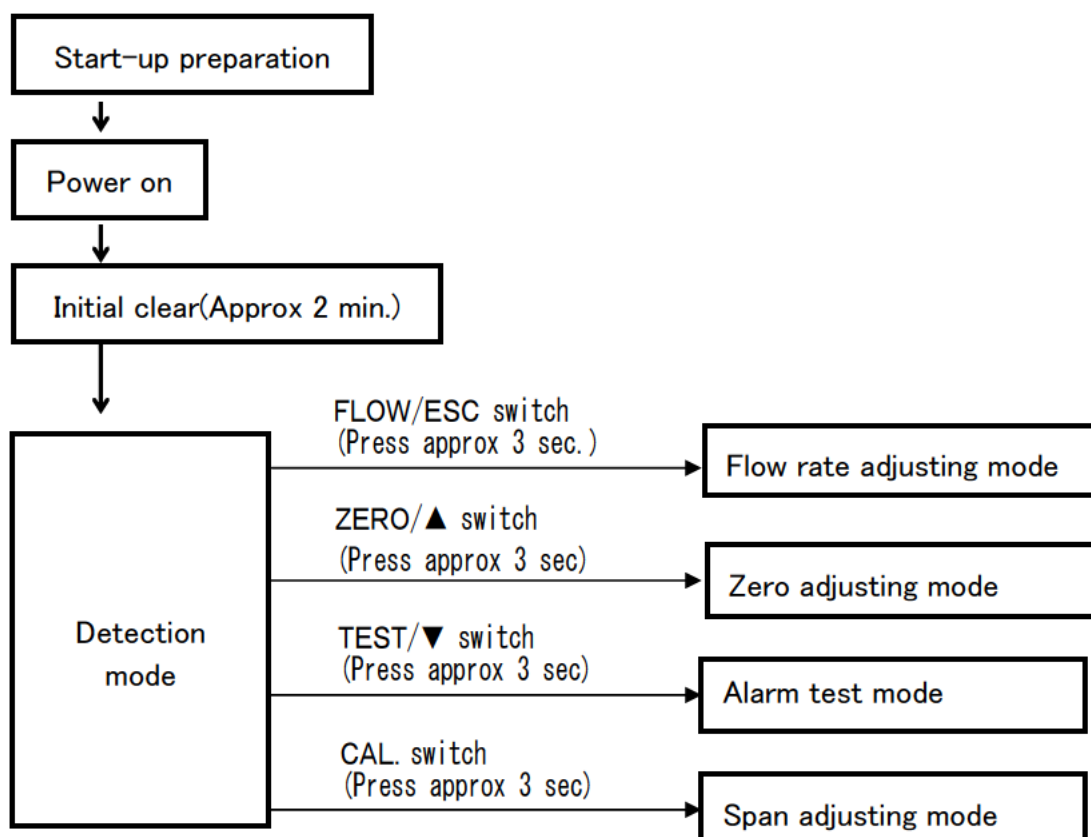 Start-up preparation
Power on
Initial clear(Approx 2 min.)
Detection
mode
FLOW/ESC switch
(Press approx 3 sec.)
Flow rate adjusting mode
ZERO/▲ switch
(Press approx 3 sec)
Zero adjusting mode
TEST/▼ switch
(Press approx 3 sec)
Alarm test mode
CAL. switch
(Press approx 3 sec)
Span adjusting mode